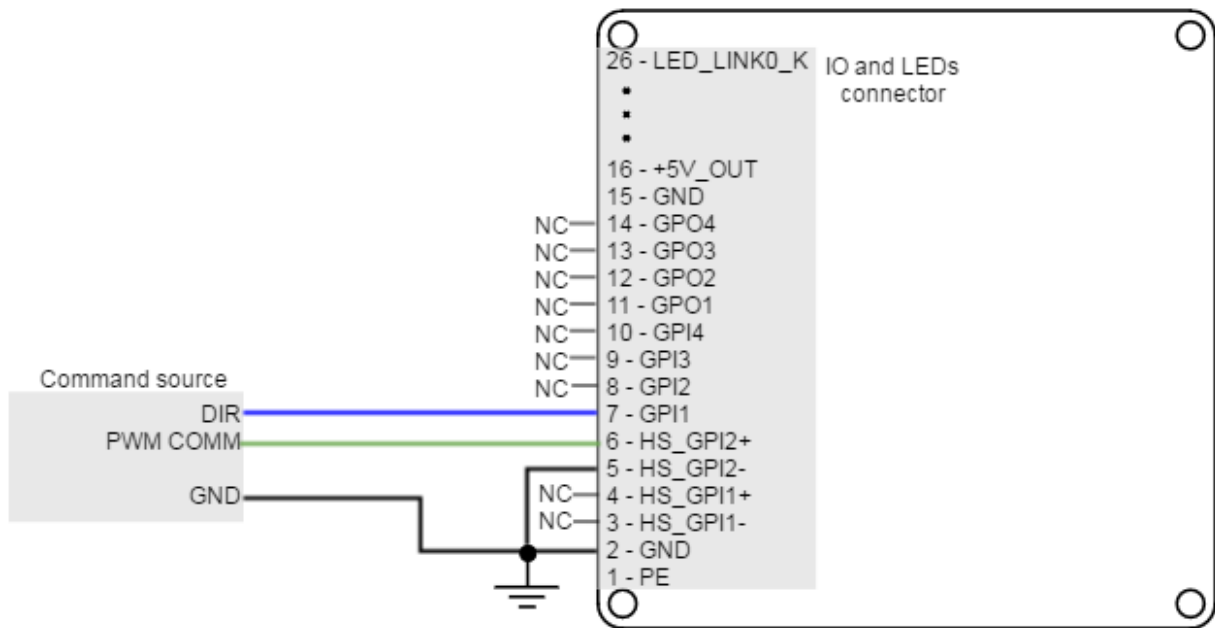 26 - LED_LINK0_K
IO and LEDs
connector
16 - +5V_OUT
15 - GND
NC 14 - GPO4
NC 13 - GPO3
NC 12 - GPO2
NC 11 - GPO1
NC 10 - GPI4
NC 9 - GPI3
NC 8 - GPI2
Command source
DIR 7 - GPI1
PWM COMM 6 - HS_GPI2+
5 - HS_GPI2-
GND NC 4 - HS_GPI1+
NC 3 - HS_GPI1-
2 - GND
1 - PE